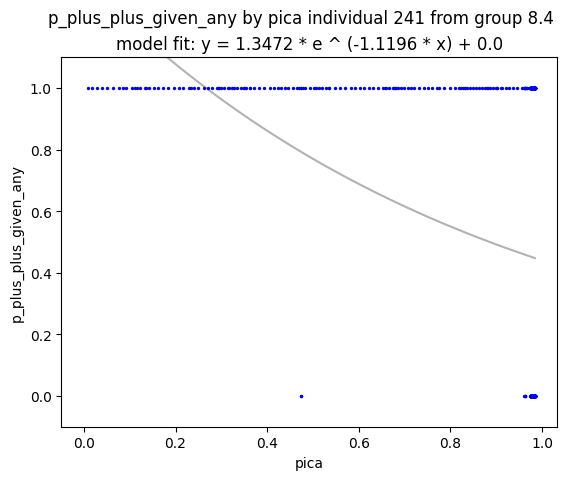 p_plus_plus_given_any by pica individual 241 from group 8.4
model fit: y = 1.3472 * e ^ (-1.1196 * x) + 0.0
1.0
0.8
0.6
0.4
0.2
0.0
p_plus_plus_given_any
0.0 0.2 0.4 0.6 0.8 1.0
pica